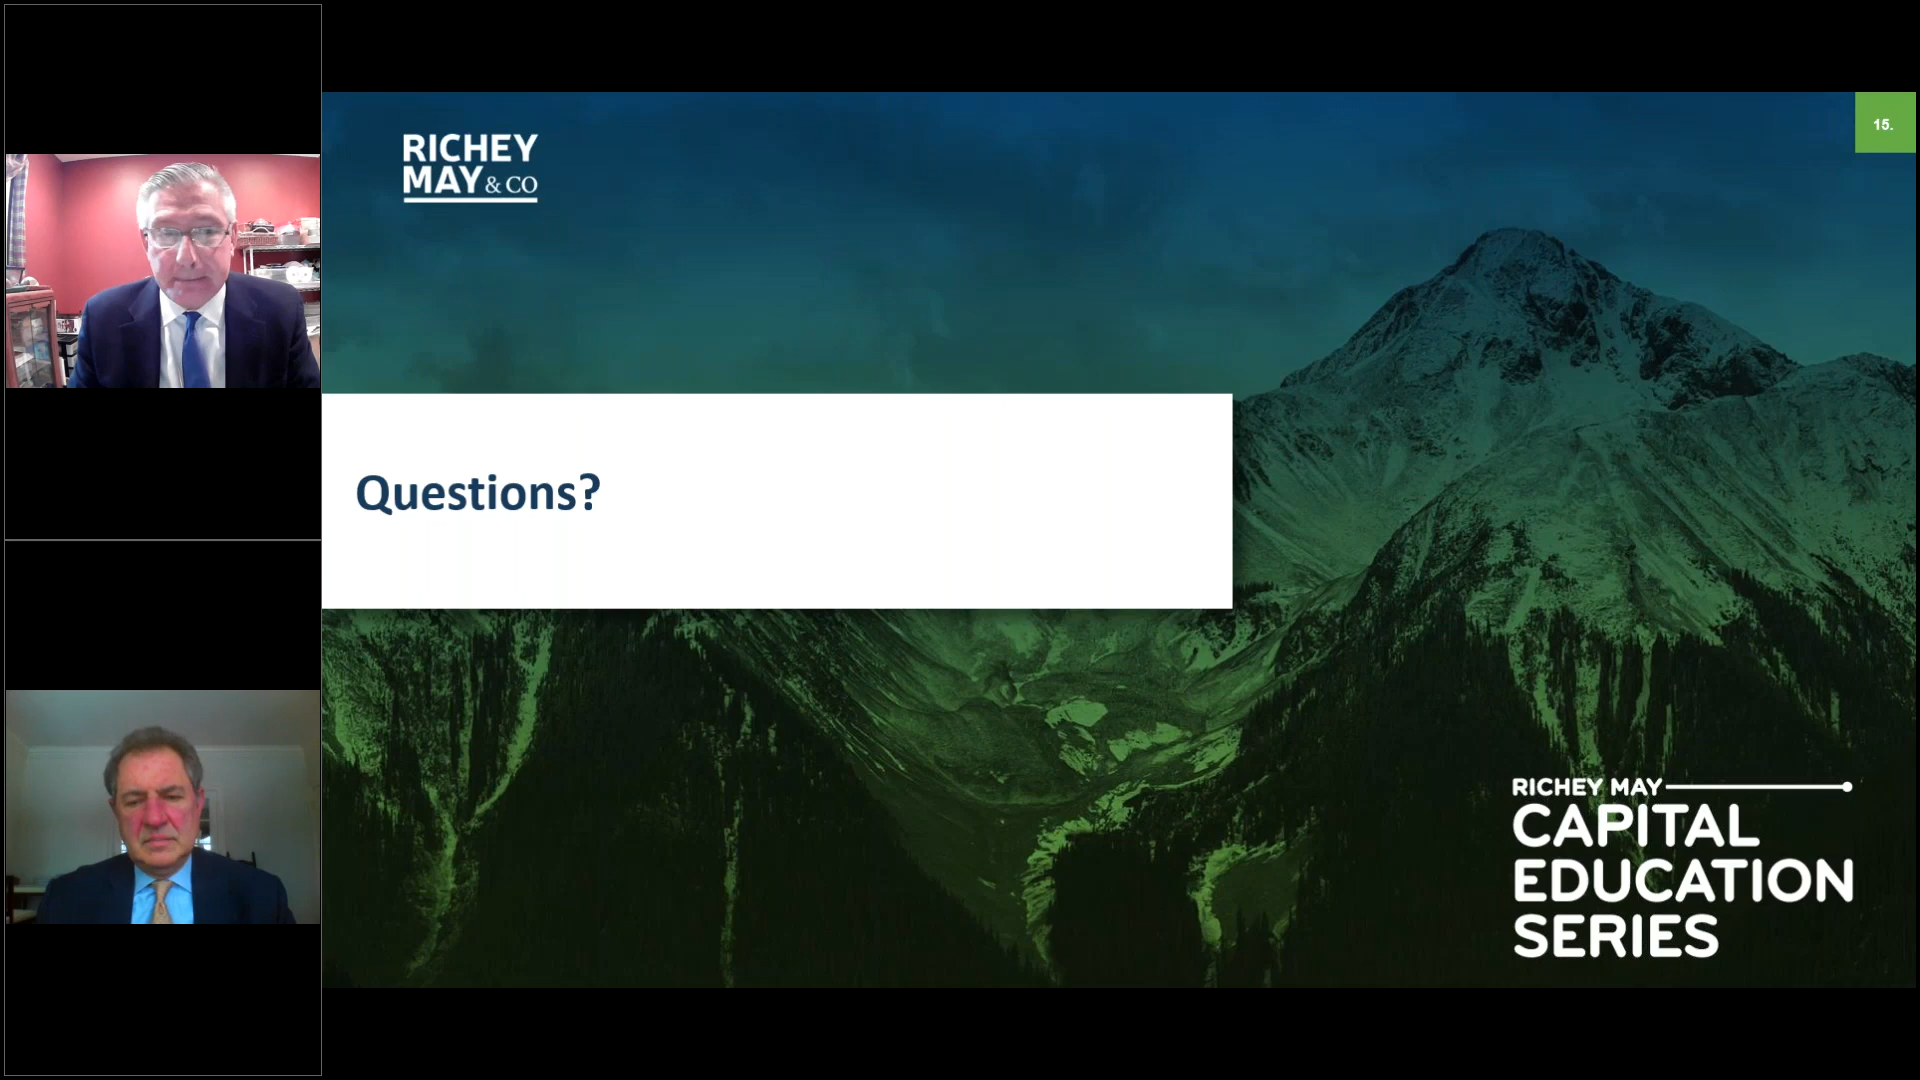 RICHEY
MAY & CO
15.
Questions?
RICHEY MAY
CAPITAL
EDUCATION
SERIES